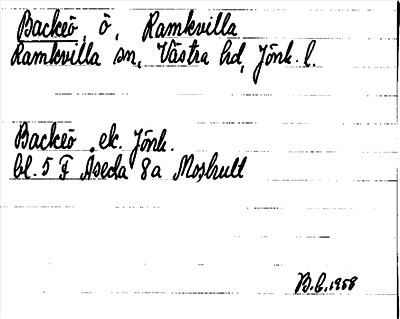 Backeö, ö, Ramkvilla
Ramkvilla sn, Västra hd, Jönk. l.
Backeö ek. Jönk.
bl. 5 F Åseda 8a Moshult
B.E. 1958